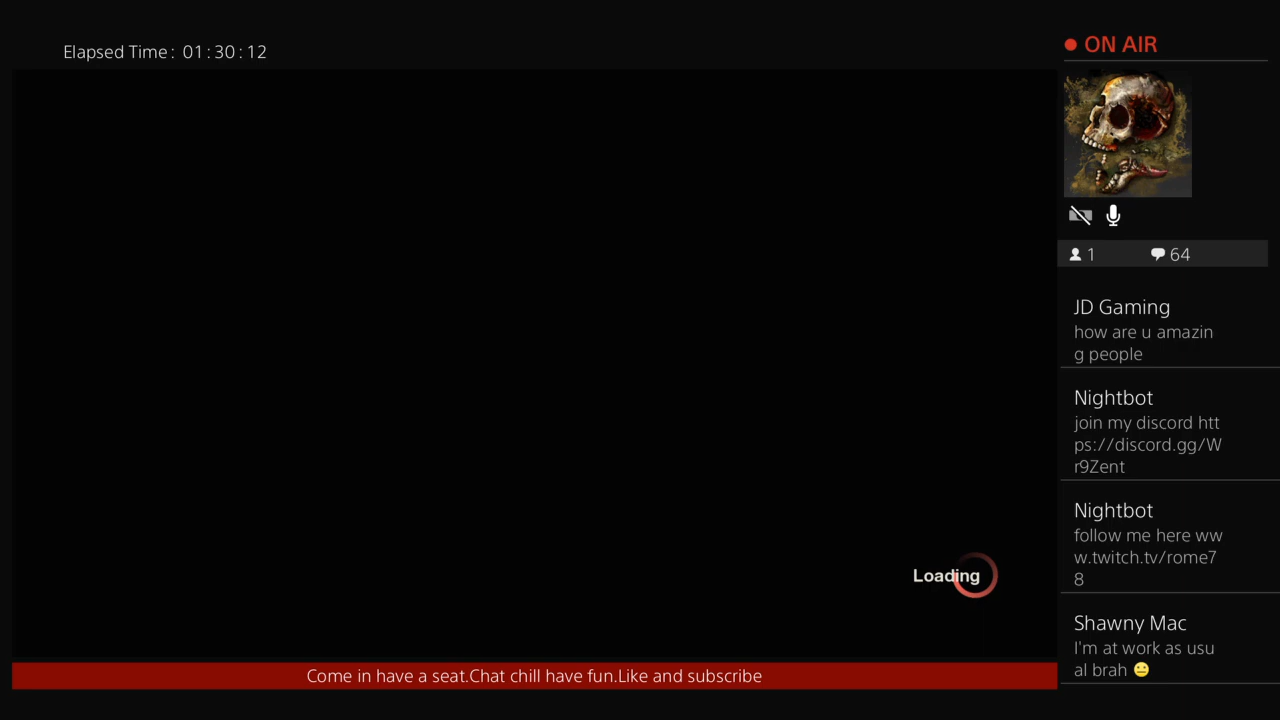 Elapsed Time: 01:30:12
ON AIR
1
64
JD Gaming
how are u amazin
g people
Nightbot
join my discord htt
ps://discord.gg/W
r9Zent
Nightbot
follow me here ww
w.twitch.tv/rome7
8
Shawny Mac
I'm at work as usu
al brah 😐
Loading
Come in have a seat.Chat chill have fun.Like and subscribe